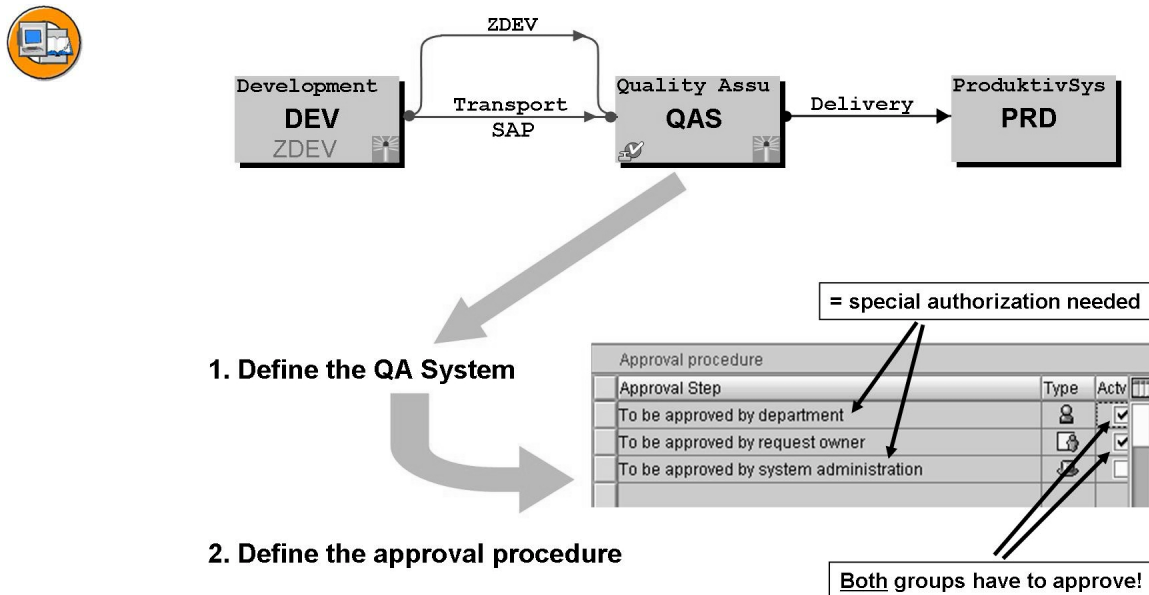 ZDEV
Development
DEV
ZDEV
Transport
SAP
Quality Assu
QAS
Delivery
ProduktivSys
PRD
= special authorization needed
1. Define the QA System
Approval procedure
Approval Step Type Actv
To be approved by department
To be approved by request owner
To be approved by system administration
2. Define the approval procedure
Both groups have to approve!